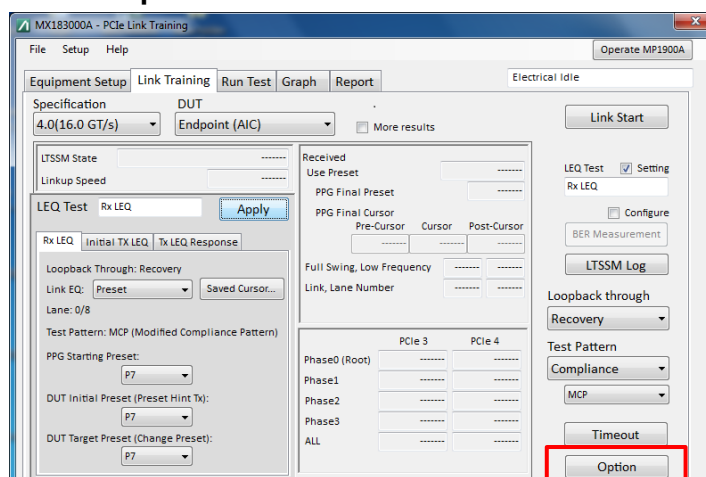 MX183000A - PCIe Link Training
File Setup Help
Operate MP1900A
Equipment Setup Link Training Run Test Graph Report
Electrical Idle
Specification DUT
4.0(16.0 GT/s) Endpoint (AIC)
More results
Link Start
LTSSM State -------
Linkup Speed -------
LEQ Test Rx LEQ Apply
Rx LEQ Initial TX LEQ Tx LEQ Response
Loopback Through: Recovery
Link EQ: Preset Saved Cursor...
Lane: 0/8
Test Pattern: MCP (Modified Compliance Pattern)
PPG Starting Preset:
P7
DUT Initial Preset (Preset Hint Tx):
P7
DUT Target Preset (Change Preset):
P7
Received
Use Preset -------
PPG Final Preset -------
PPG Final Cursor
Pre-Cursor Cursor Post-Cursor
------- ------- -------
Full Swing, Low Frequency ------- -------
Link, Lane Number ------- -------
PCIe 3 PCIe 4
Phase0 (Root) ------- -------
Phase1 ------- -------
Phase2 ------- -------
Phase3 ------- -------
ALL ------- -------
LEQ Test Setting
Rx LEQ
Configure
BER Measurement
LTSSM Log
Loopback through
Recovery
Test Pattern
Compliance
MCP
Timeout
Option